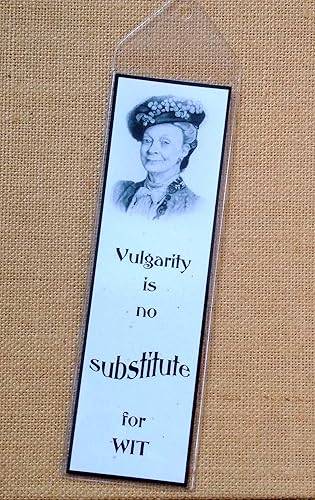 Vulgarity
is
no
substitute
for
WIT